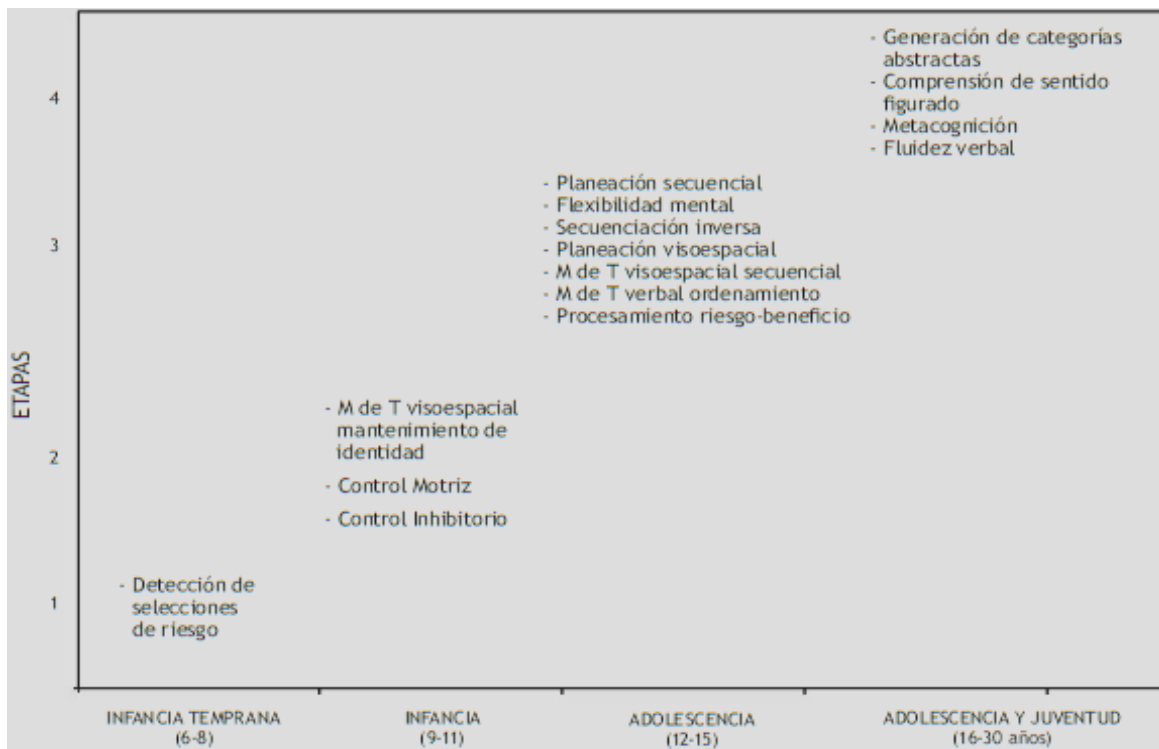 - Generación de categorías
abstractas
- Comprensión de sentido
figurado
- Metacognición
- Fluidez verbal
4
- Planeación secuencial
- Flexibilidad mental
- Secuenciación inversa
- Planeación visoespacial
- M de T visoespacial secuencial
- M de T verbal ordenamiento
- Procesamiento riesgo-beneficio
3
ETAPAS
- M de T visoespacial
mantenimiento de
identidad
- Control Motriz
- Control Inhibitorio
2
- Detección de
selecciones
de riesgo
1
INFANCIA TEMPRANA
(6-8)
INFANCIA
(9-11)
ADOLESCENCIA
(12-15)
ADOLESCENCIA Y JUVENTUD
(16-30 años)